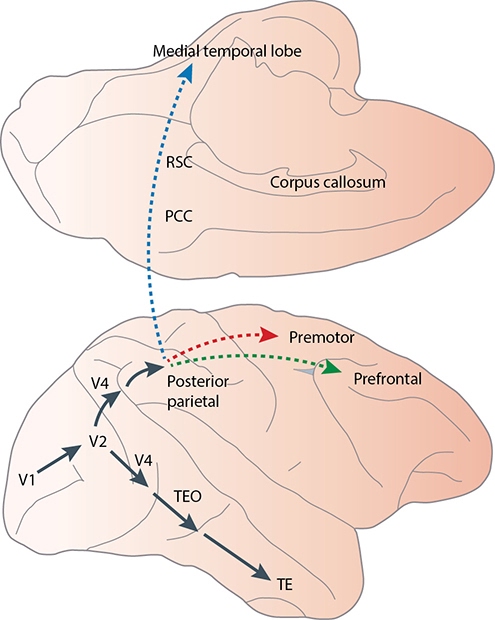 Medial temporal lobe
RSC
Corpus callosum
PCC
Premotor
Posterior
parietal
Prefrontal
V4
V2
V4
V1
TEO
TE